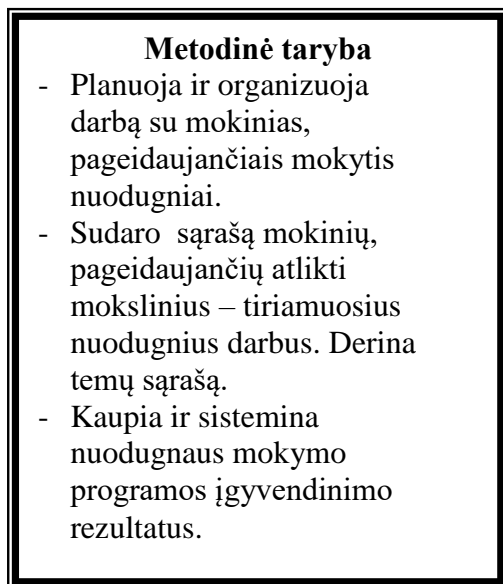 Metodinė taryba
- Planuoja ir organizuoja
darbą su mokinias,
pageidaujančiais mokytis
nuodugniai.
- Sudaro sąrašą mokinių,
pageidaujančių atlikti
mokslinius – tiriamuosius
nuodugnius darbus. Derina
temų sąrašą.
- Kaupia ir sistemina
nuodugnaus mokymo
programos įgyvendinimo
rezultatus.